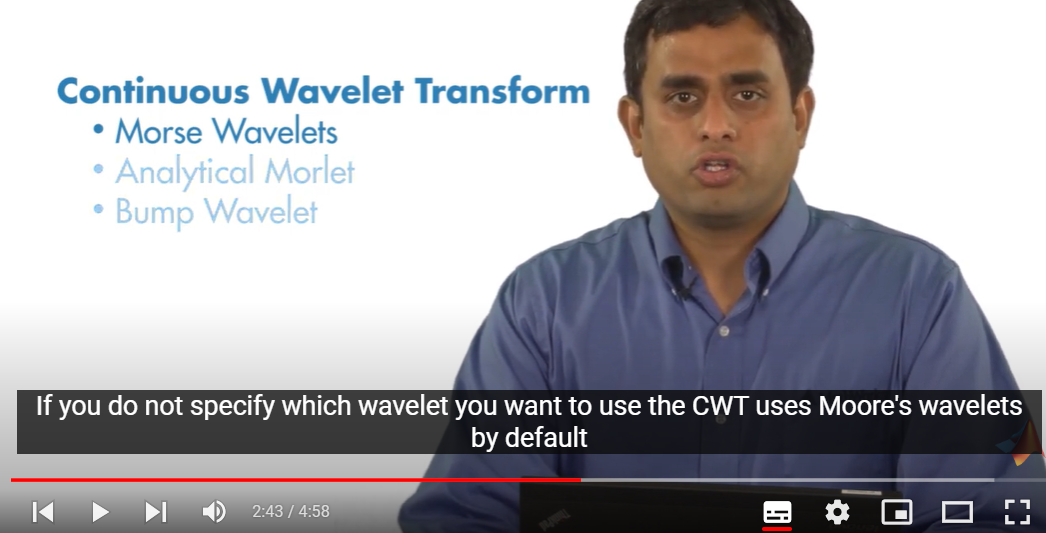 Continuous Wavelet Transform
• Morse Wavelets
• Analytical Morlet
• Bump Wavelet
If you do not specify which wavelet you want to use the CWT uses Moore's wavelets
by default
2:43 / 4:58
ThinkPad